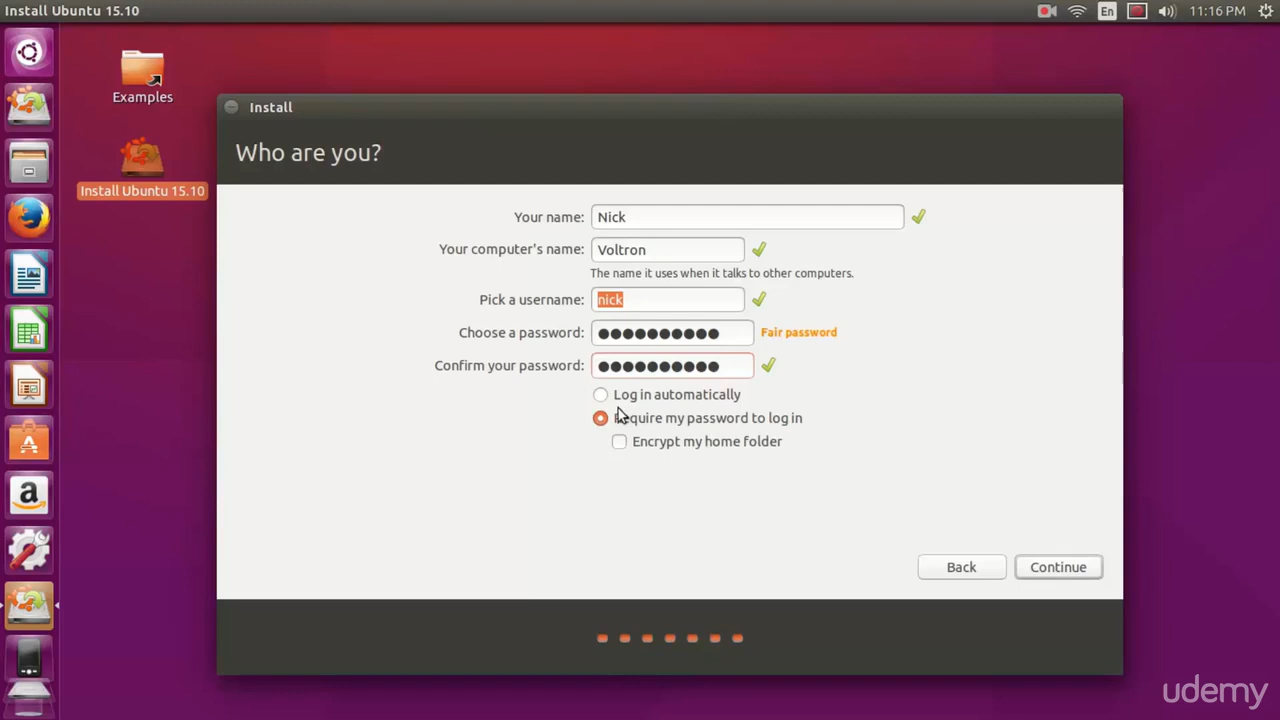 Install Ubuntu 15.10
En
11:16 PM
Examples
Install Ubuntu 15.10
Install
Who are you?
Your name: Nick
Your computer's name: Voltron
The name it uses when it talks to other computers.
Pick a username: nick
Choose a password: ●●●●●●●●●● Fair password
Confirm your password: ●●●●●●●●●●
Log in automatically
Require my password to log in
Encrypt my home folder
Back Continue
a
udemy